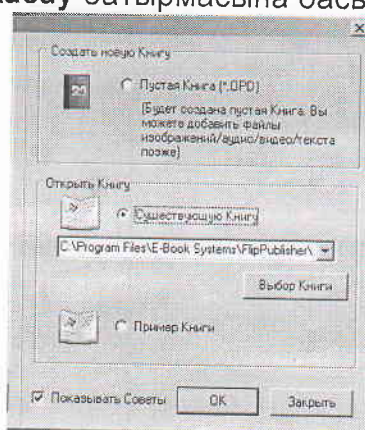 батырмасына
Создать новую Книгу
Пустая Книга (*.OPD)
(Будет создана пустая Книга. Вы
можете добавить файлы
изображений/аудио/видео/текста
позже)
Открыть Книгу
Существующую Книгу
C:\Program Files\E-Book Systems\FlipPublisher\
Выбор Книги
Пример Книги
Показывать Советы
OK
Закрыть